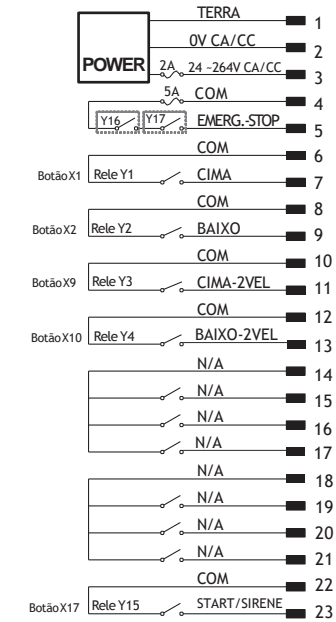 TERRA 1
0V CA/CC 2
POWER 2A 24 ~264V CA/CC 3
5A COM 4
Y16 Y17 EMERG.-STOP 5
COM 6
BotãoX1 Rele Y1 CIMA 7
COM 8
BotãoX2 Rele Y2 BAIXO 9
COM 10
BotãoX9 Rele Y3 CIMA-2VEL 11
COM 12
BotãoX10 Rele Y4 BAIXO-2VEL 13
N/A 14
N/A 15
N/A 16
N/A 17
N/A 18
N/A 19
N/A 20
N/A 21
COM 22
BotãoX17 Rele Y15 START/SIRENE 23